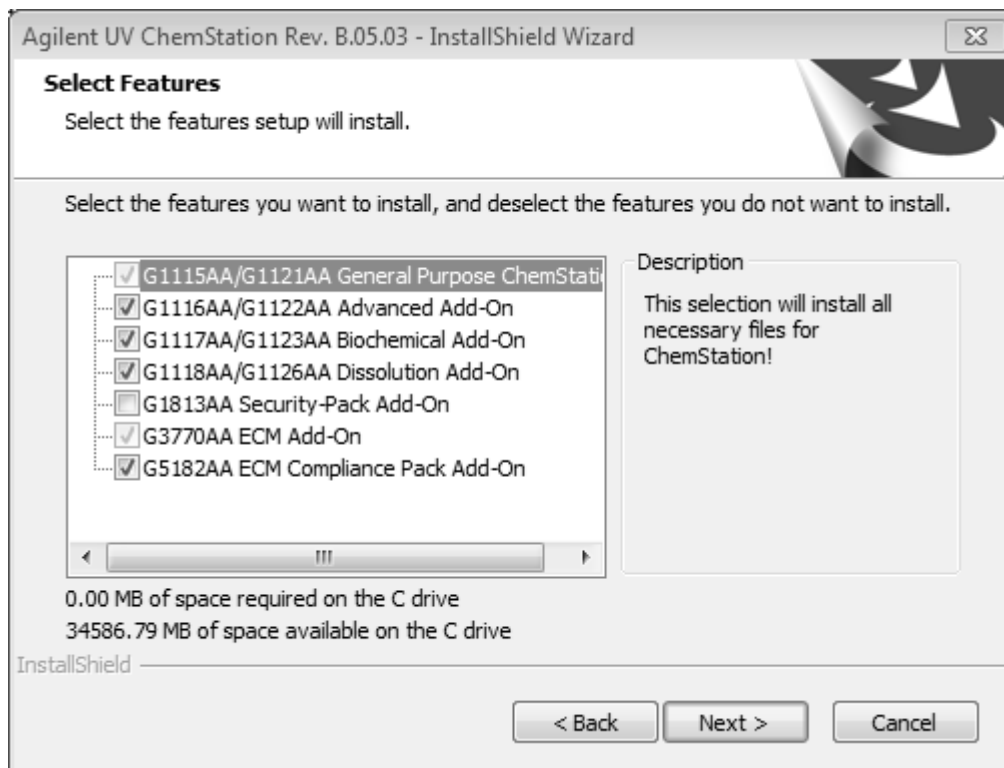 Agilent UV ChemStation Rev. B.05.03 - InstallShield Wizard
Select Features
Select the features setup will install.
Select the features you want to install, and deselect the features you do not want to install.
G1115AA/G1121AA General Purpose ChemStati
G1116AA/G1122AA Advanced Add-On
G1117AA/G1123AA Biochemical Add-On
G1118AA/G1126AA Dissolution Add-On
G1813AA Security-Pack Add-On
G3770AA ECM Add-On
G5182AA ECM Compliance Pack Add-On
Description
This selection will install all
necessary files for
ChemStation!
0.00 MB of space required on the C drive
34586.79 MB of space available on the C drive
InstallShield
< Back
Next >
Cancel